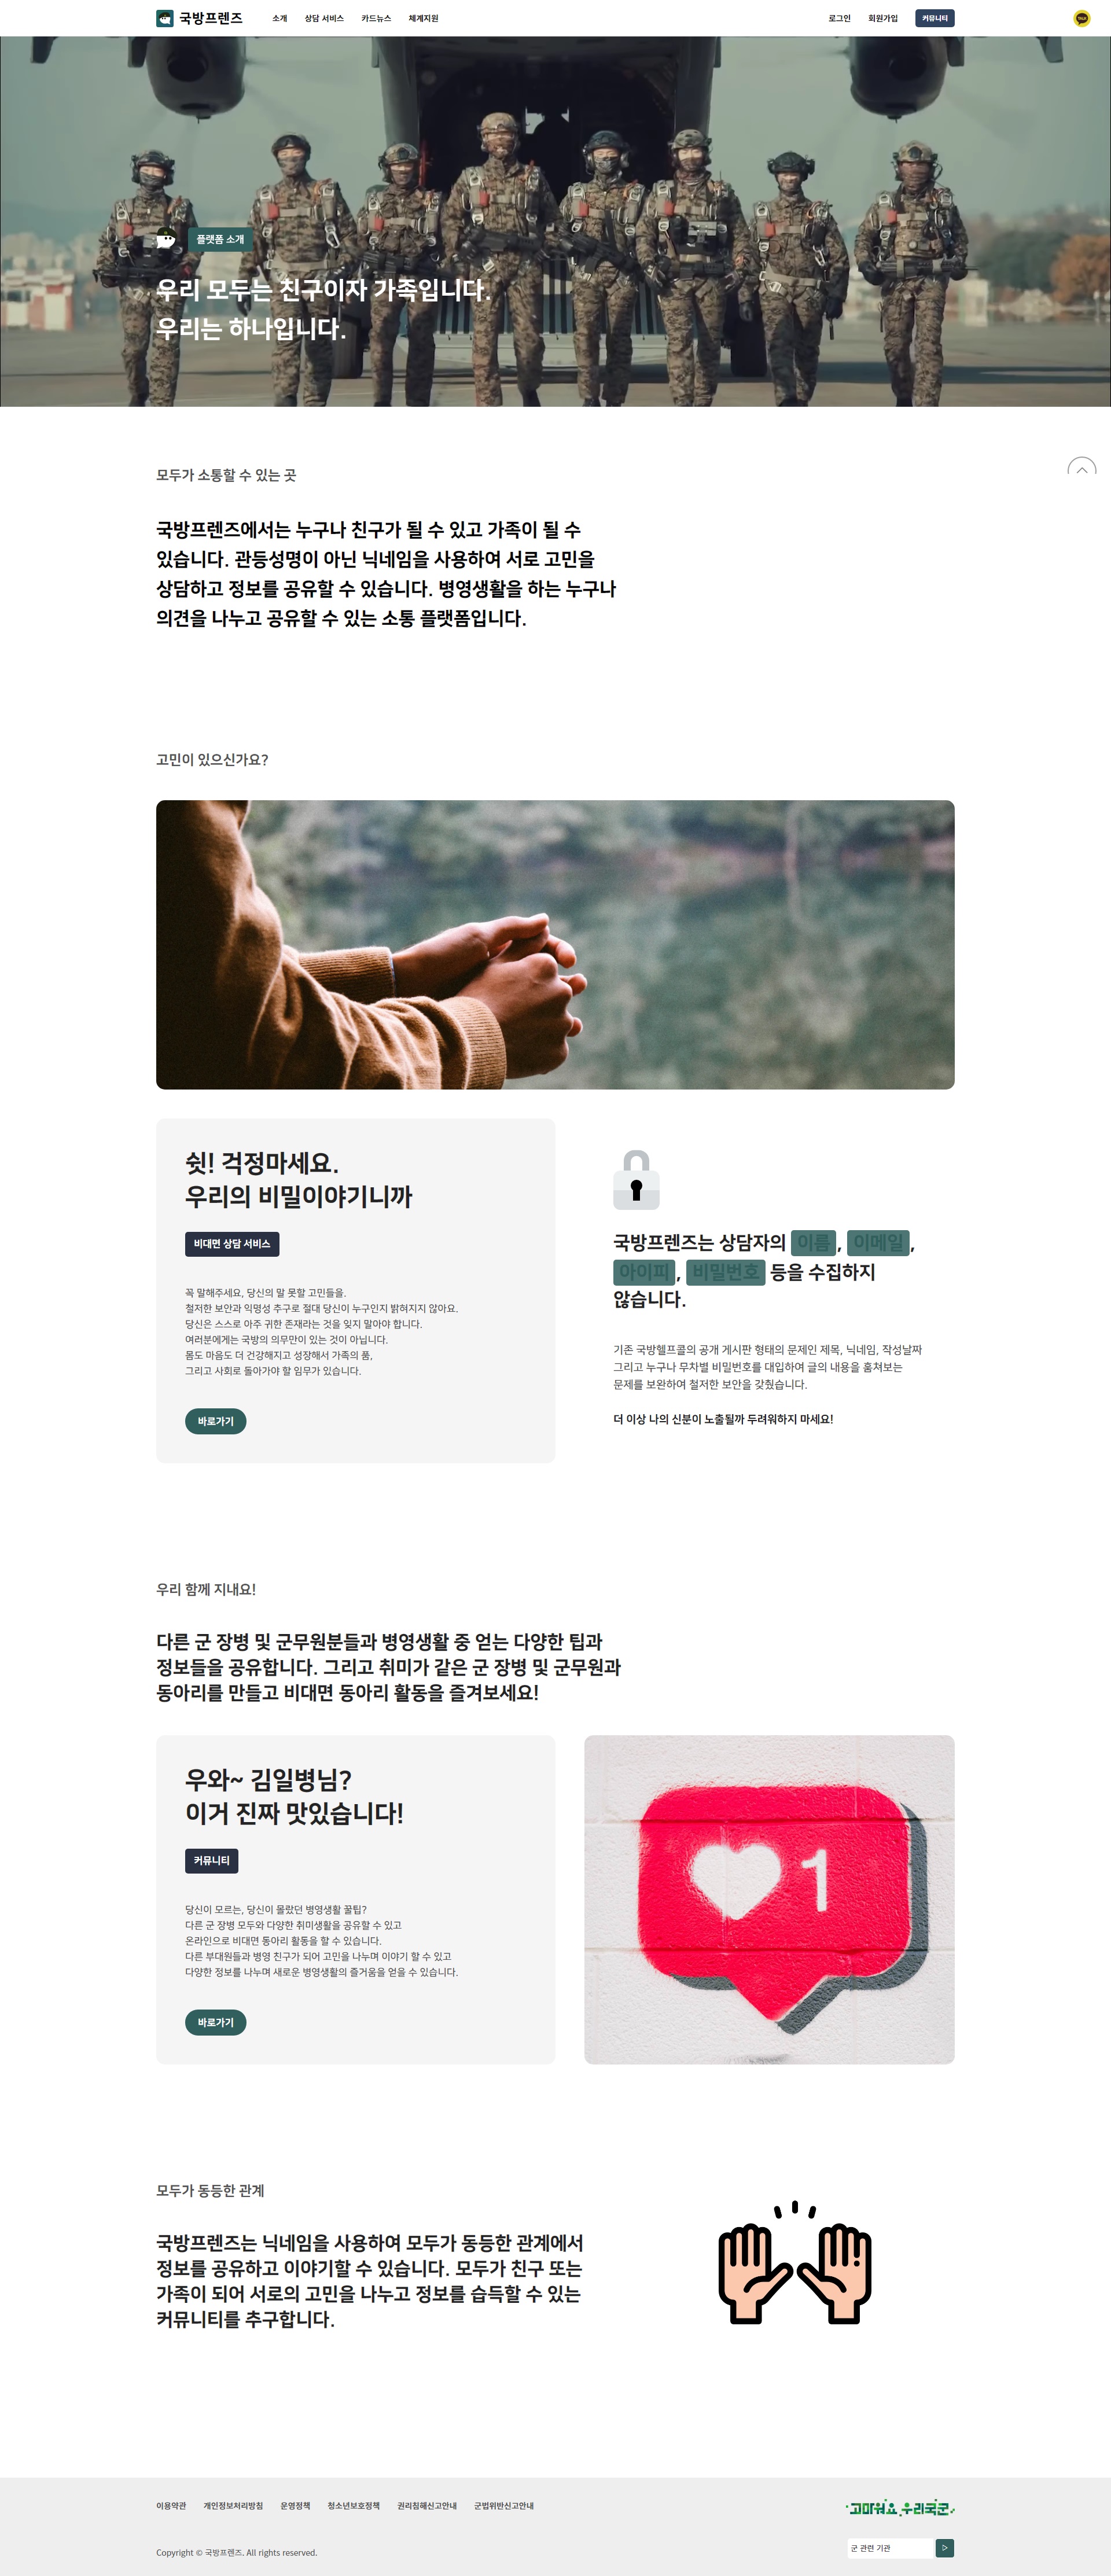 국방프렌즈
소개 상담 서비스 카드뉴스 체계지원
로그인 회원가입 커뮤니티
TALK
플랫폼 소개
우리 모두는 친구이자 가족입니다.
우리는 하나입니다.
모두가 소통할 수 있는 곳
국방프렌즈에서는 누구나 친구가 될 수 있고 가족이 될 수
있습니다. 관등성명이 아닌 닉네임을 사용하여 서로 고민을
상담하고 정보를 공유할 수 있습니다. 병영생활을 하는 누구나
의견을 나누고 공유할 수 있는 소통 플랫폼입니다.
고민이 있으신가요?
쉿! 걱정마세요.
우리의 비밀이야기니까
비대면 상담 서비스
꼭 말해주세요, 당신의 말 못할 고민들을.
철저한 보안과 익명성 추구로 절대 당신이 누구인지 밝혀지지 않아요.
당신은 스스로 아주 귀한 존재라는 것을 잊지 말아야 합니다.
여러분에게는 국방의 의무만이 있는 것이 아닙니다.
몸도 마음도 더 건강해지고 성장해서 가족의 품,
그리고 사회로 돌아가야 할 임무가 있습니다.
바로가기
국방프렌즈는 상담자의 이름, 이메일,
아이피, 비밀번호 등을 수집하지
않습니다.
기존 국방헬프콜의 공개 게시판 형태의 문제인 제목, 닉네임, 작성날짜
그리고 누구나 무차별 비밀번호를 대입하여 글의 내용을 훔쳐보는
문제를 보완하여 철저한 보안을 갖췄습니다.
더 이상 나의 신분이 노출될까 두려워하지 마세요!
우리 함께 지내요!
다른 군 장병 및 군무원분들과 병영생활 중 얻는 다양한 팁과
정보들을 공유합니다. 그리고 취미가 같은 군 장병 및 군무원과
동아리를 만들고 비대면 동아리 활동을 즐겨보세요!
우와~ 김일병님?
이거 진짜 맛있습니다!
커뮤니티
당신이 모르는, 당신이 몰랐던 병영생활 꿀팁?
다른 군 장병 모두와 다양한 취미생활을 공유할 수 있고
온라인으로 비대면 동아리 활동을 할 수 있습니다.
다른 부대원들과 병영 친구가 되어 고민을 나누며 이야기 할 수 있고
다양한 정보를 나누며 새로운 병영생활의 즐거움을 얻을 수 있습니다.
바로가기
1
모두가 동등한 관계
국방프렌즈는 닉네임을 사용하여 모두가 동등한 관계에서
정보를 공유하고 이야기할 수 있습니다. 모두가 친구 또는
가족이 되어 서로의 고민을 나누고 정보를 습득할 수 있는
커뮤니티를 추구합니다.
이용약관 개인정보처리방침 운영정책 청소년보호정책 권리침해신고안내 군법위반신고안내
고마워요 우리국군
Copyright © 국방프렌즈. All rights reserved.
군 관련 기관